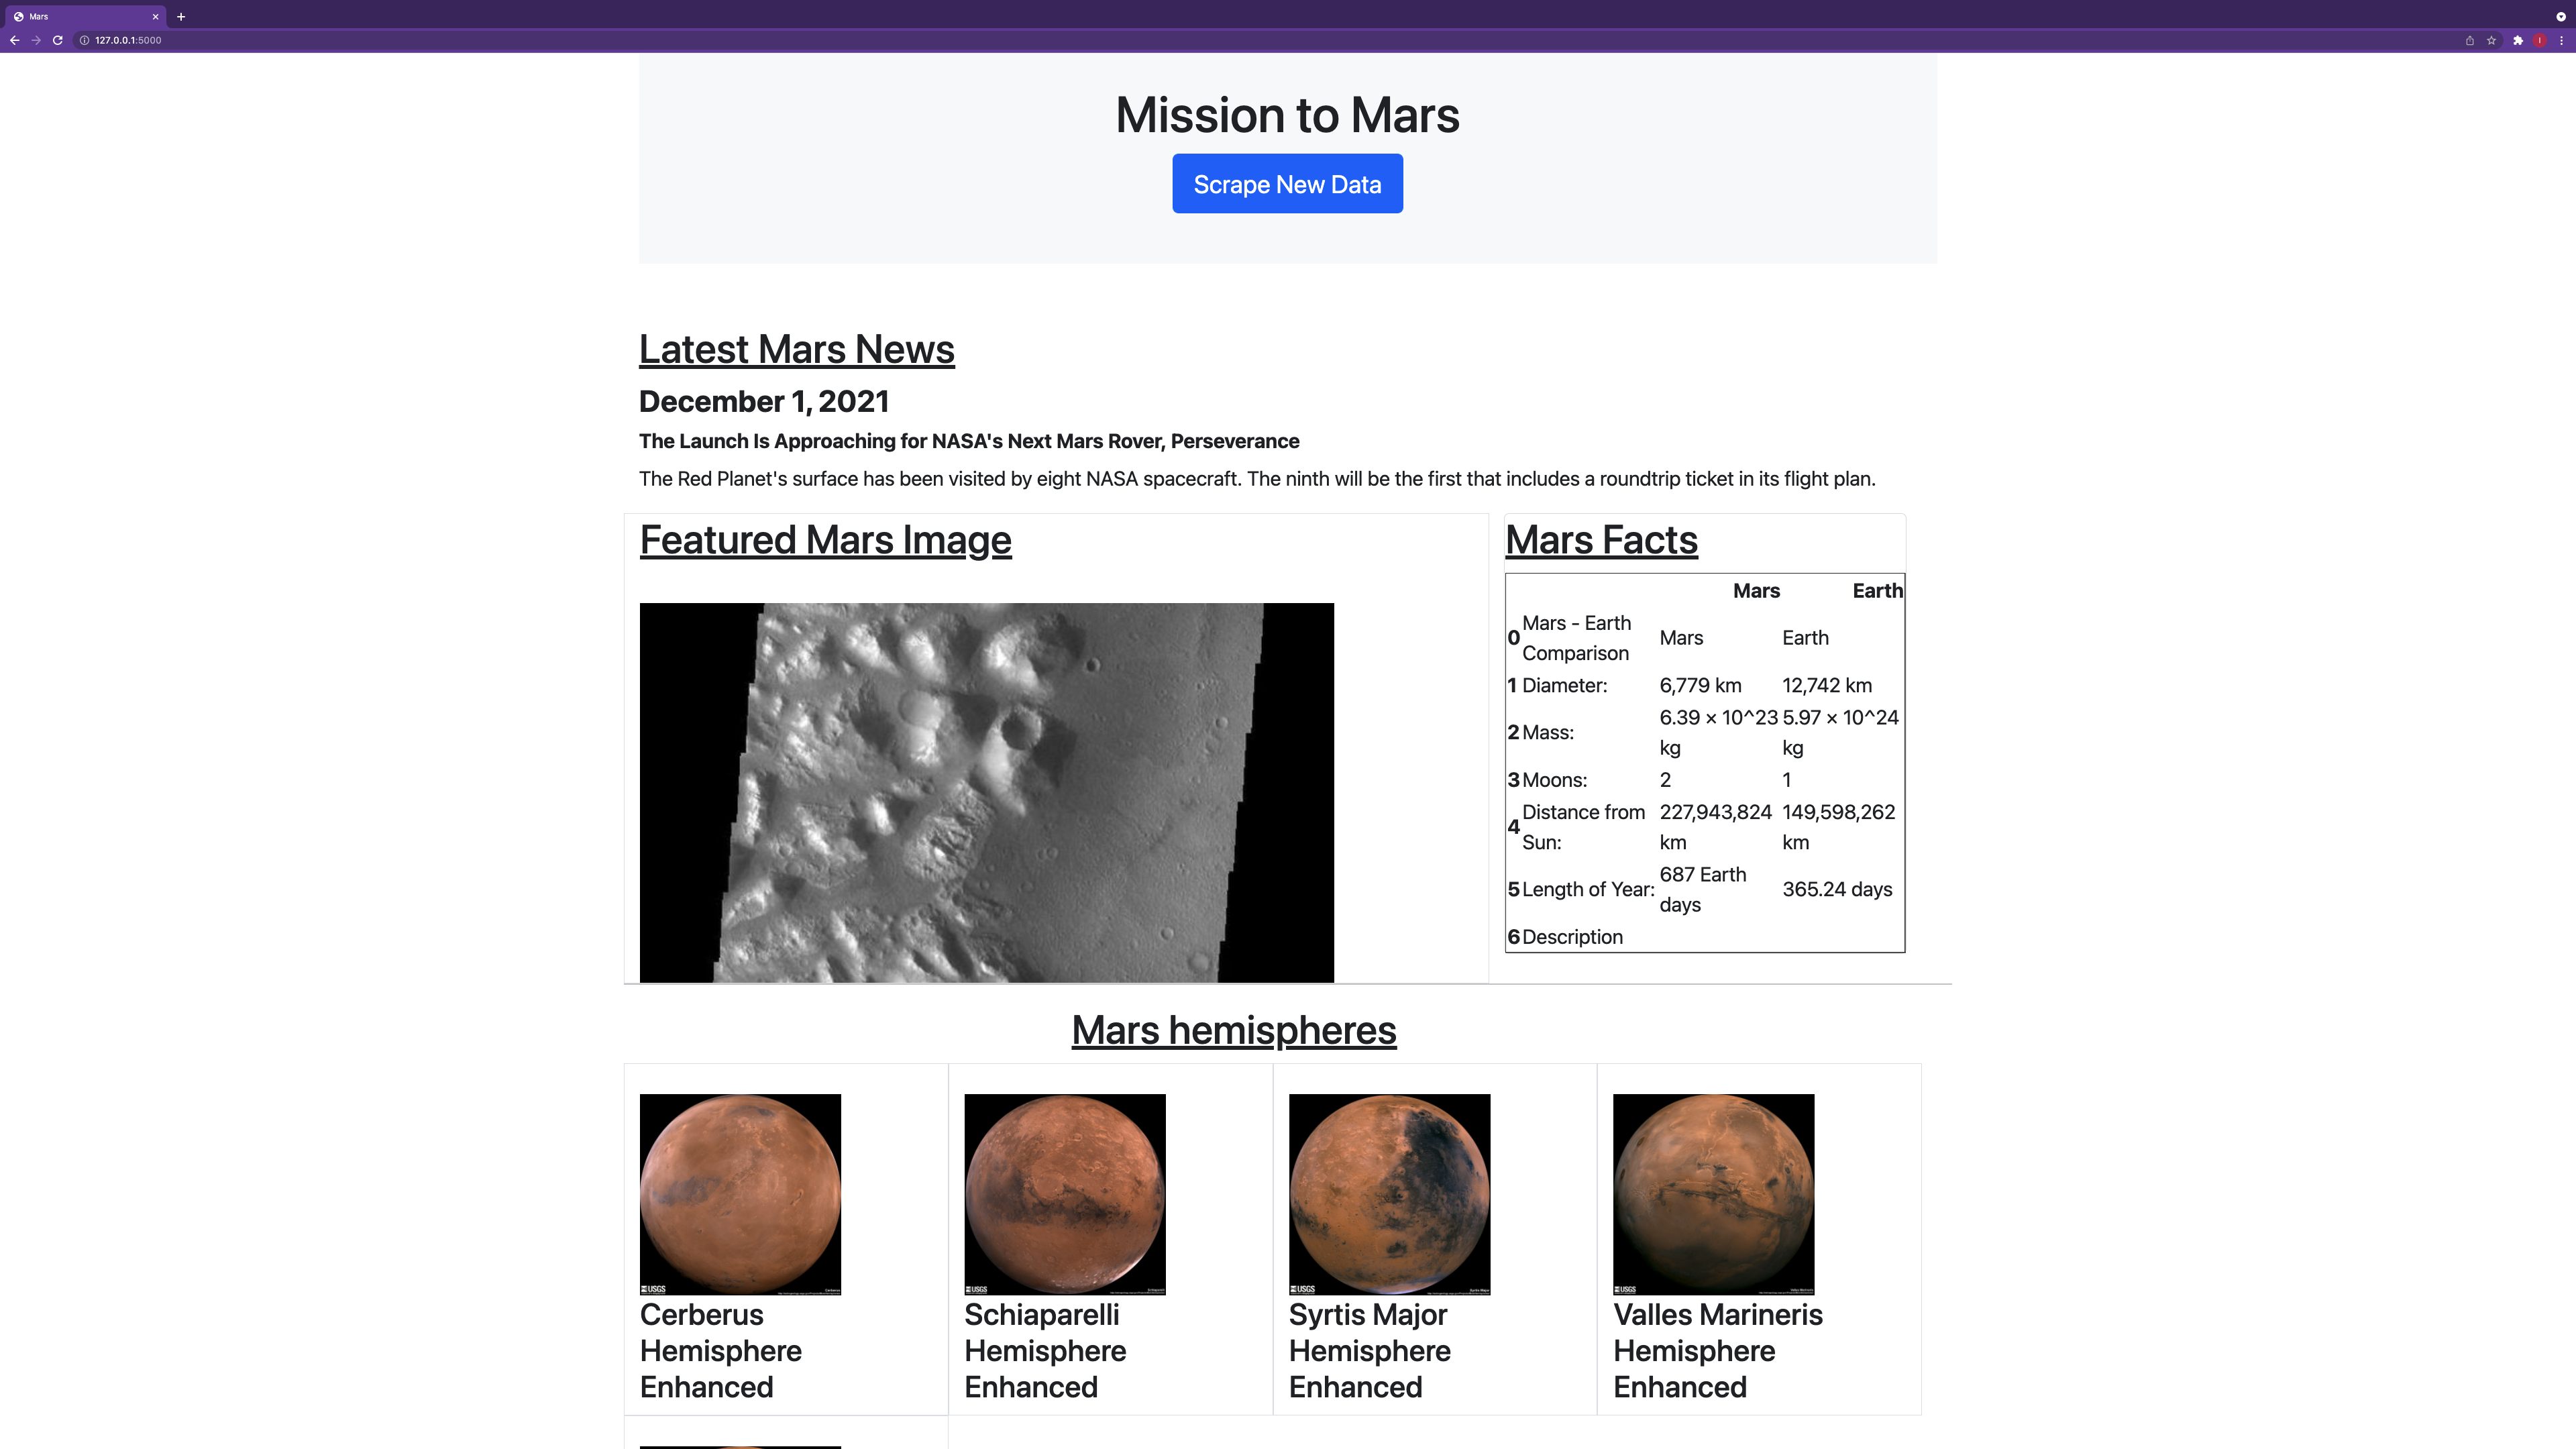 Mars
127.0.0.1:5000
Mission to Mars
Scrape New Data
Latest Mars News
December 1, 2021
The Launch Is Approaching for NASA's Next Mars Rover, Perseverance
The Red Planet's surface has been visited by eight NASA spacecraft. The ninth will be the first that includes a roundtrip ticket in its flight plan.
Featured Mars Image
Mars Facts
Mars Earth
0 Mars - Earth Comparison Mars Earth
1 Diameter: 6,779 km 12,742 km
2 Mass: 6.39 × 10^23 kg 5.97 × 10^24 kg
3 Moons: 2 1
4 Distance from Sun: 227,943,824 km 149,598,262 km
5 Length of Year: 687 Earth days 365.24 days
6 Description
Mars hemispheres
USGS
Cerberus
Hemisphere
Enhanced
USGS
Schiaparelli
Hemisphere
Enhanced
USGS
Syrtis Major
Hemisphere
Enhanced
USGS
Valles Marineris
Hemisphere
Enhanced